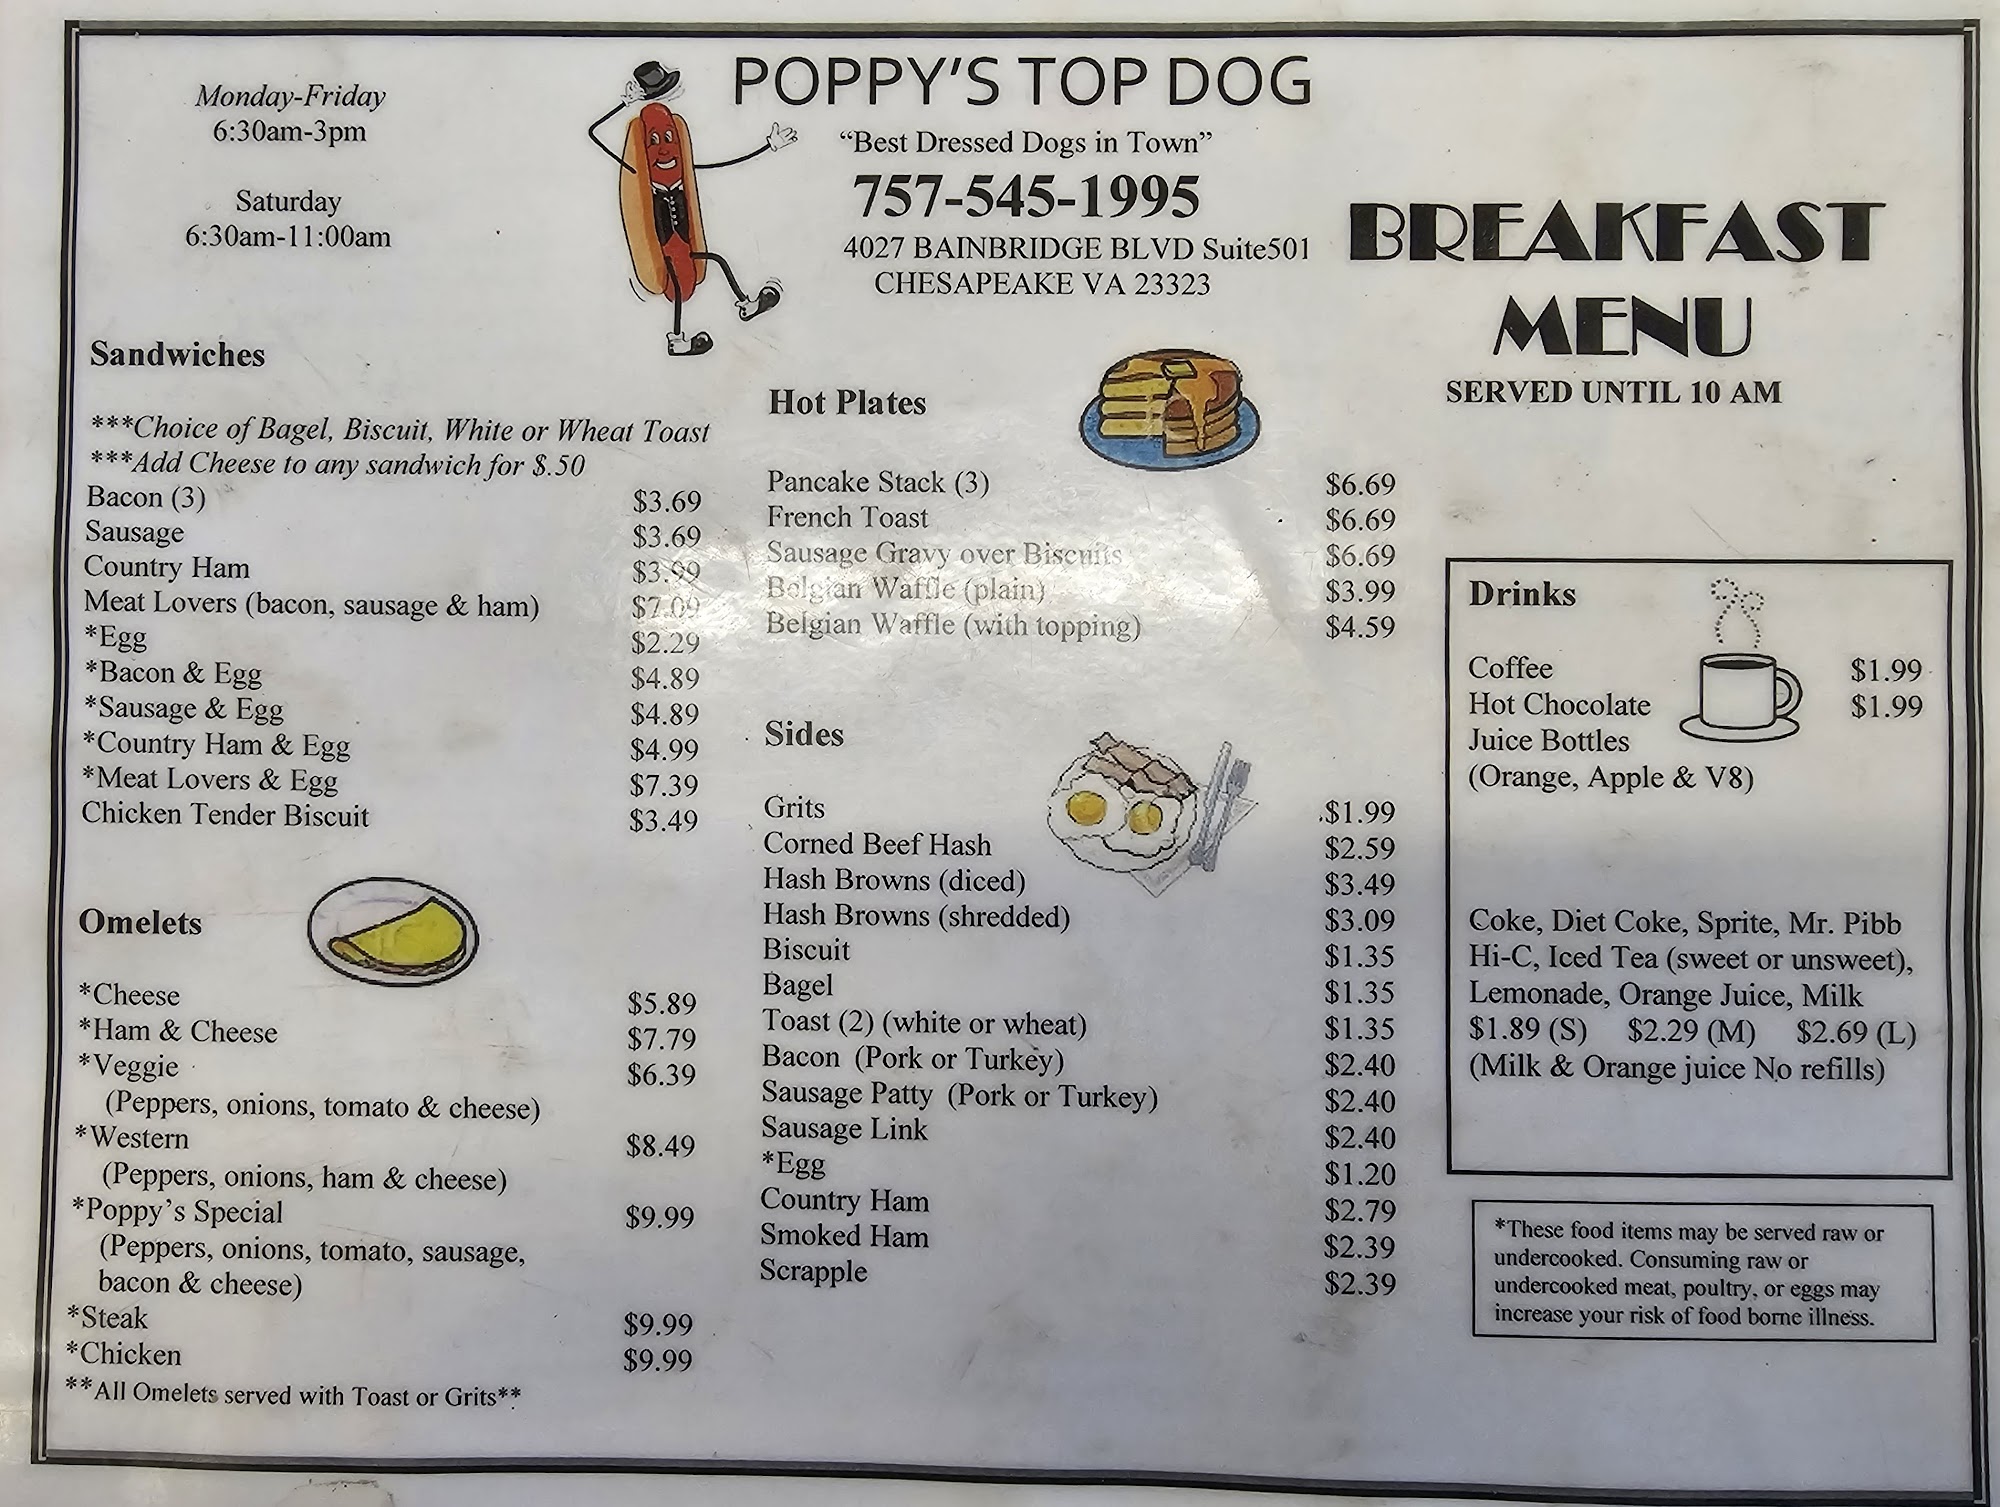 Monday-Friday
6:30am-3pm
Saturday
6:30am-11:00am
POPPY'S TOP DOG
“Best Dressed Dogs in Town”
757-545-1995
4027 BAINBRIDGE BLVD Suite501
CHESAPEAKE VA 23323
BREAKFAST
MENU
SERVED UNTIL 10 AM
Sandwiches
***Choice of Bagel, Biscuit, White or Wheat Toast
***Add Cheese to any sandwich for $.50
Bacon (3) $3.69
Sausage $3.69
Country Ham $3.99
Meat Lovers (bacon, sausage & ham) $7.09
*Egg $2.29
*Bacon & Egg $4.89
*Sausage & Egg $4.89
*Country Ham & Egg $4.99
*Meat Lovers & Egg $7.39
Chicken Tender Biscuit $3.49
Omelets
*Cheese $5.89
*Ham & Cheese $7.79
*Veggie $6.39
(Peppers, onions, tomato & cheese)
*Western $8.49
(Peppers, onions, ham & cheese)
*Poppy's Special $9.99
(Peppers, onions, tomato, sausage,
bacon & cheese)
*Steak $9.99
*Chicken $9.99
**All Omelets served with Toast or Grits**
Hot Plates
Pancake Stack (3) $6.69
French Toast $6.69
Sausage Gravy over Biscuits $6.69
Belgian Waffle (plain) $3.99
Belgian Waffle (with topping) $4.59
Sides
Grits $1.99
Corned Beef Hash $2.59
Hash Browns (diced) $3.49
Hash Browns (shredded) $3.09
Biscuit $1.35
Bagel $1.35
Toast (2) (white or wheat) $1.35
Bacon (Pork or Turkey) $2.40
Sausage Patty (Pork or Turkey) $2.40
Sausage Link $2.40
*Egg $1.20
Country Ham $2.79
Smoked Ham $2.39
Scrapple $2.39
Drinks
Coffee $1.99
Hot Chocolate $1.99
Juice Bottles
(Orange, Apple & V8)
Coke, Diet Coke, Sprite, Mr. Pibb
Hi-C, Iced Tea (sweet or unsweet),
Lemonade, Orange Juice, Milk
$1.89 (S) $2.29 (M) $2.69 (L)
(Milk & Orange juice No refills)
*These food items may be served raw or
undercooked. Consuming raw or
undercooked meat, poultry, or eggs may
increase your risk of food borne illness.